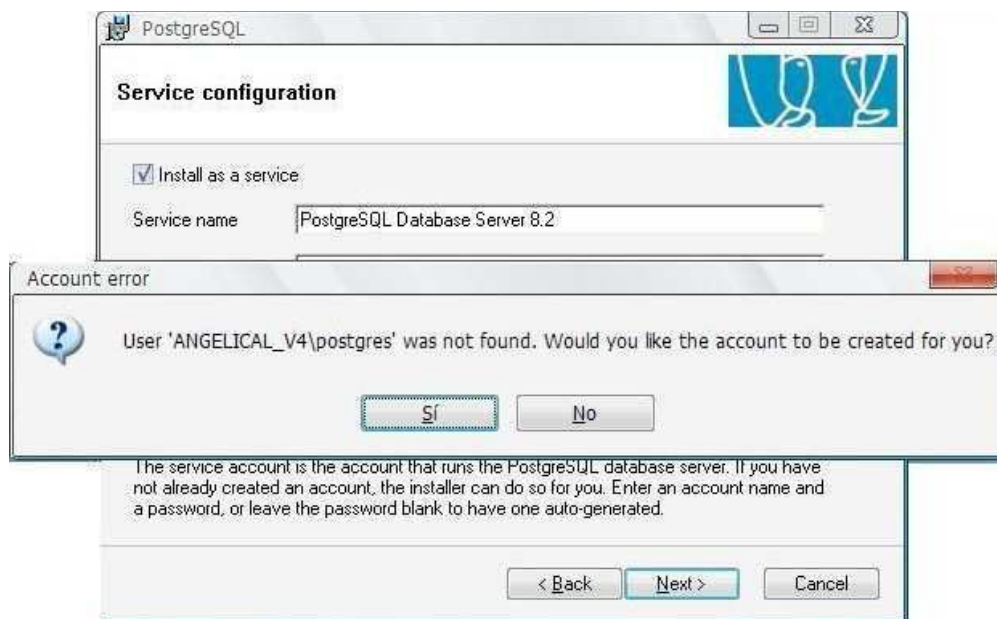 PostgreSQL
Service configuration
Install as a service
Service name
PostgreSQL Database Server 8.2
Account error
User 'ANGELICAL_V4\postgres' was not found. Would you like the account to be created for you?
Sí
No
The service account is the account that runs the PostgreSQL database server. If you have
not already created an account, the installer can do so for you. Enter an account name and
a password, or leave the password blank to have one auto-generated.
< Back
Next >
Cancel